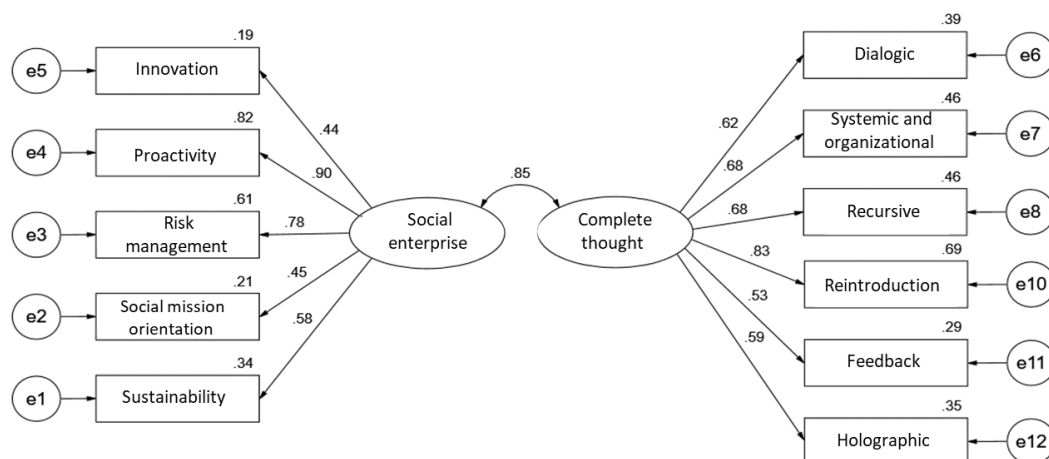 .19
e5
Innovation
.82
e4
Proactivity
.61
e3
Risk
management
.21
e2
Social mission
orientation
.34
e1
Sustainability
.44
.90
.78
.45
.58
Social
enterprise
.85
Complete
thought
.62
.68
.68
.83
.53
.59
.39
Dialogic
e6
.46
Systemic and
organizational
e7
.46
Recursive
e8
.69
Reintroduction
e10
.29
Feedback
e11
.35
Holographic
e12